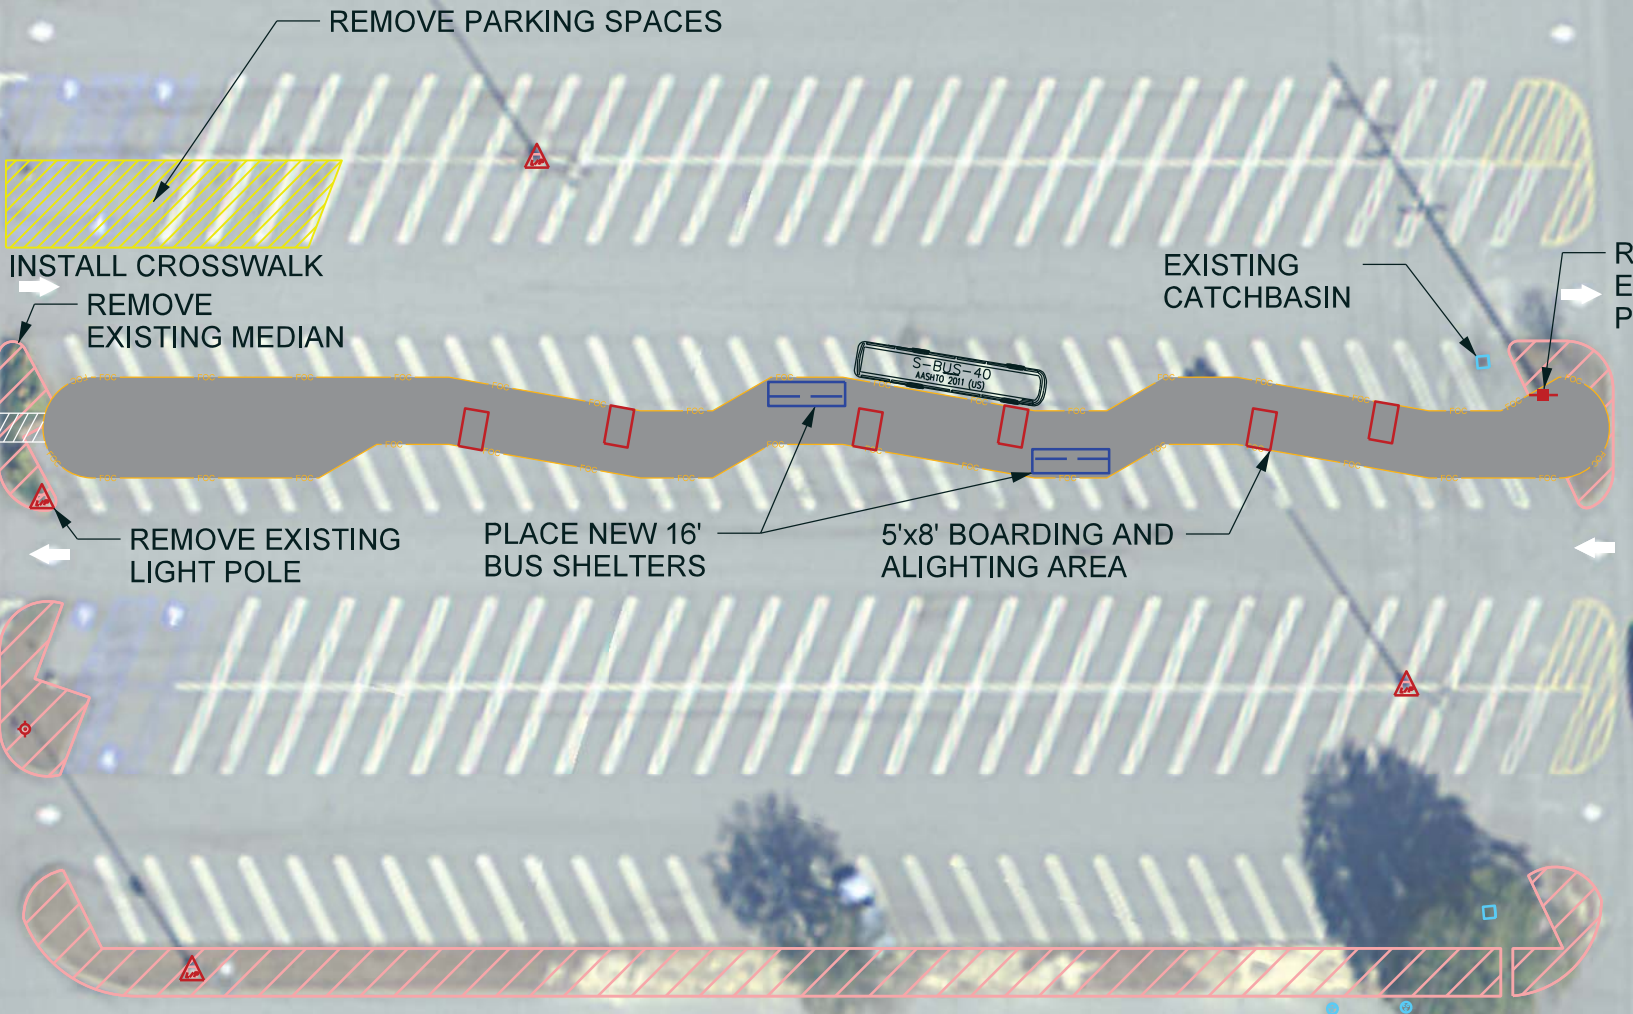 REMOVE PARKING SPACES
INSTALL CROSSWALK
REMOVE
EXISTING MEDIAN
EXISTING
CATCHBASIN
R
E
P
S-BUS-40
AASHTO 2011 (US)
REMOVE EXISTING
LIGHT POLE
PLACE NEW 16'
BUS SHELTERS
5'x8' BOARDING AND
ALIGHTING AREA